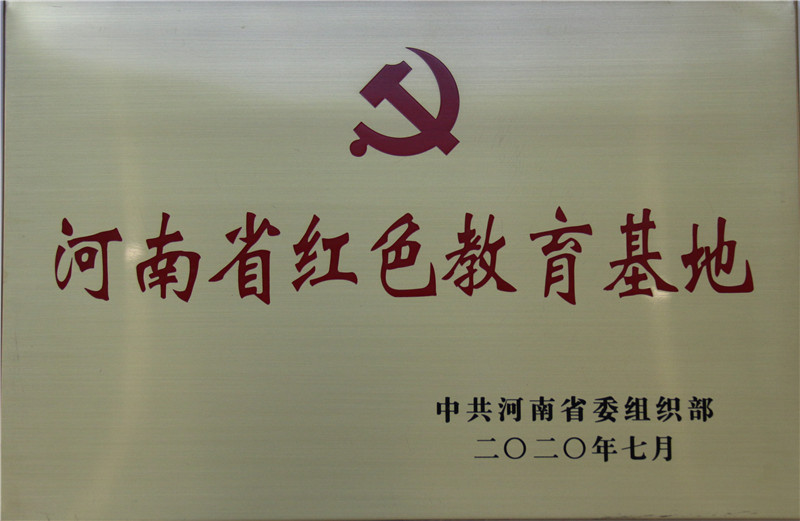 河南省红色教育基地
中共河南省委组织部
二〇二〇年七月